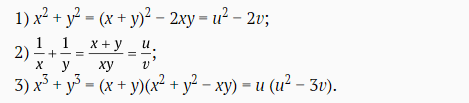 1) x² + y² = (x + y)² – 2xy = u² – 2v;
2) 1/x + 1/y = (x + y)/xy = u/v;
3) x³ + y³ = (x + y)(x² + y² – xy) = u (u² – 3v).